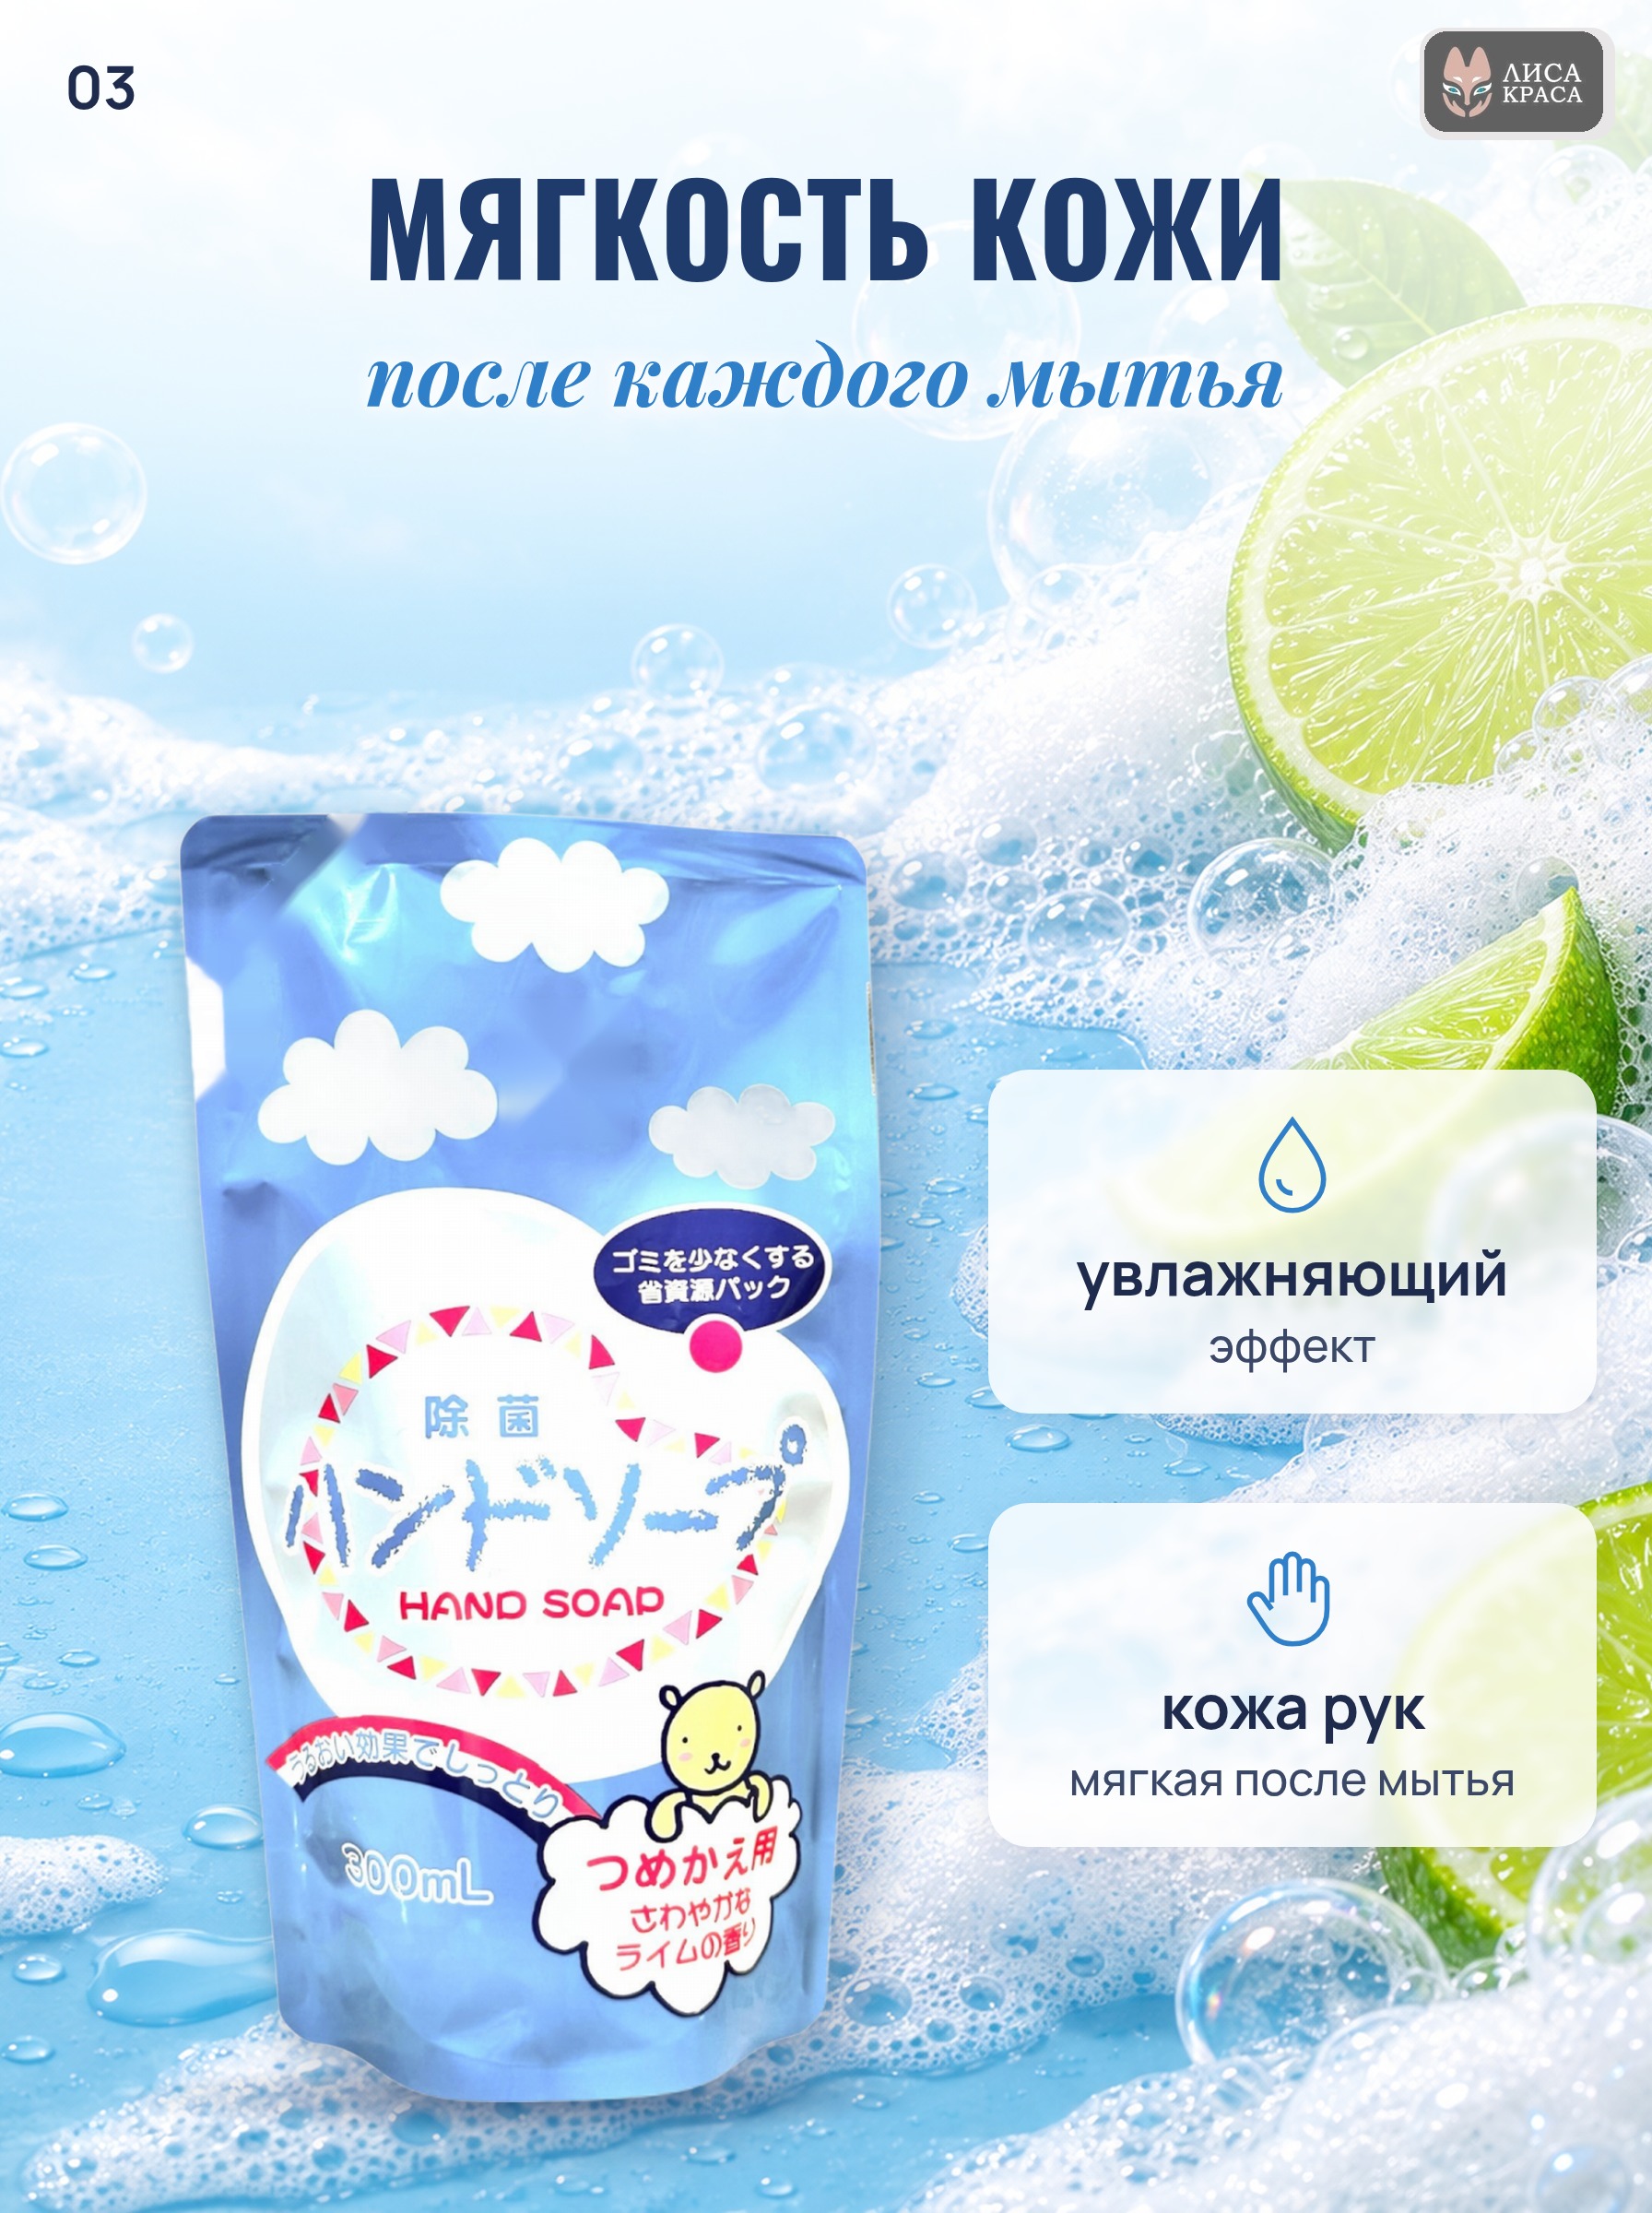 03
ЛИСА
КРАСА
МЯГКОСТЬ КОЖИ
после каждого мытья
ゴミを少なくする
省資源パック
除菌
ハンドソープ
HAND SOAP
うるおい効果でしっとり
300mL
つめかえ用
さわやかな
ライムの香り
увлажняющий
эффект
кожа рук
мягкая после мытья